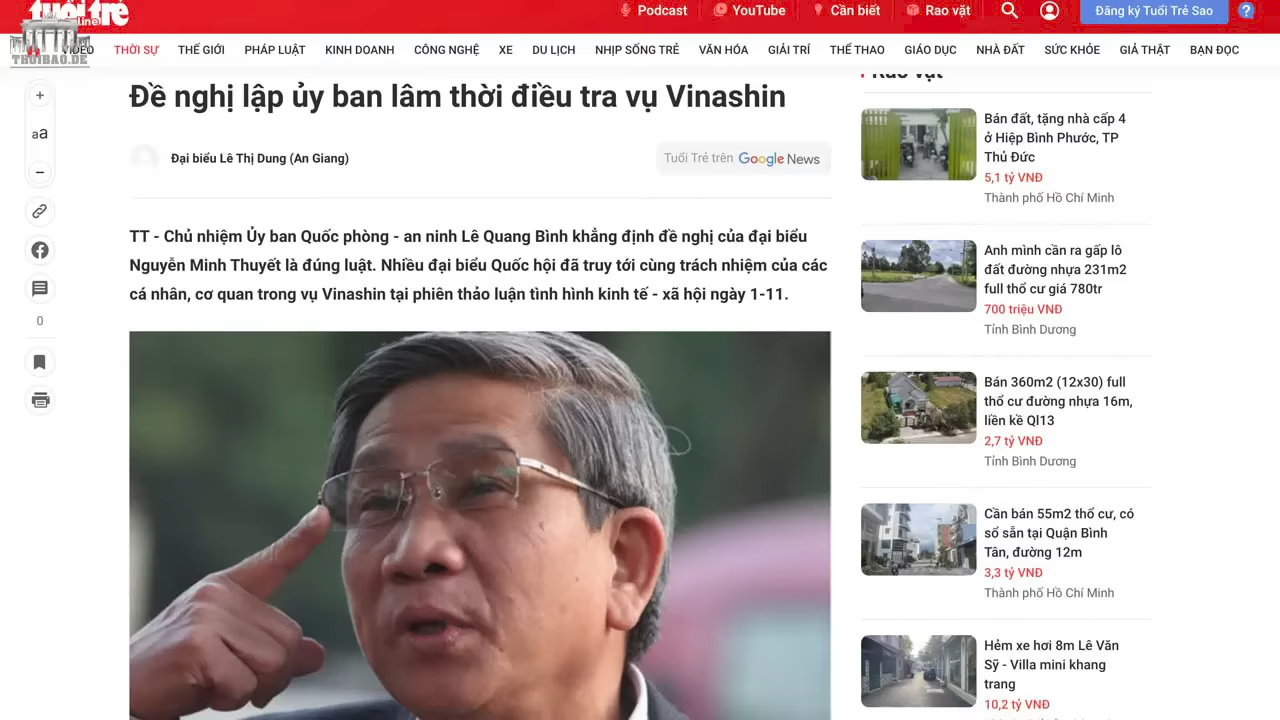 tuổi trẻ
online
Podcast
YouTube
Cần biết
Rao vặt
Đăng ký Tuổi Trẻ Sao
?
THOIBAO.DE
VIDEO
THỜI SỰ
THẾ GIỚI
PHÁP LUẬT
KINH DOANH
CÔNG NGHỆ
XE
DU LỊCH
NHỊP SỐNG TRẺ
VĂN HÓA
GIẢI TRÍ
THỂ THAO
GIÁO DỤC
NHÀ ĐẤT
SỨC KHỎE
GIẢ THẬT
BẠN ĐỌC
+
aa
−
0
Đề nghị lập ủy ban lâm thời điều tra vụ Vinashin
Đại biểu Lê Thị Dung (An Giang)
Tuổi Trẻ trên Google News
TT - Chủ nhiệm Ủy ban Quốc phòng - an ninh Lê Quang Bình khẳng định đề nghị của đại biểu
Nguyễn Minh Thuyết là đúng luật. Nhiều đại biểu Quốc hội đã truy tới cùng trách nhiệm của các
cá nhân, cơ quan trong vụ Vinashin tại phiên thảo luận tình hình kinh tế - xã hội ngày 1-11.
Rao vặt
Bán đất, tặng nhà cấp 4
ở Hiệp Bình Phước, TP
Thủ Đức
5,1 tỷ VNĐ
Thành phố Hồ Chí Minh
Anh mình cần ra gấp lô
đất đường nhựa 231m2
full thổ cư giá 780tr
700 triệu VNĐ
Tỉnh Bình Dương
Bán 360m2 (12x30) full
thổ cư đường nhựa 16m,
liền kề Ql13
2,7 tỷ VNĐ
Tỉnh Bình Dương
Cần bán 55m2 thổ cư, có
sổ sẵn tại Quận Bình
Tân, đường 12m
3,3 tỷ VNĐ
Thành phố Hồ Chí Minh
Hẻm xe hơi 8m Lê Văn
Sỹ - Villa mini khang
trang
10,2 tỷ VNĐ